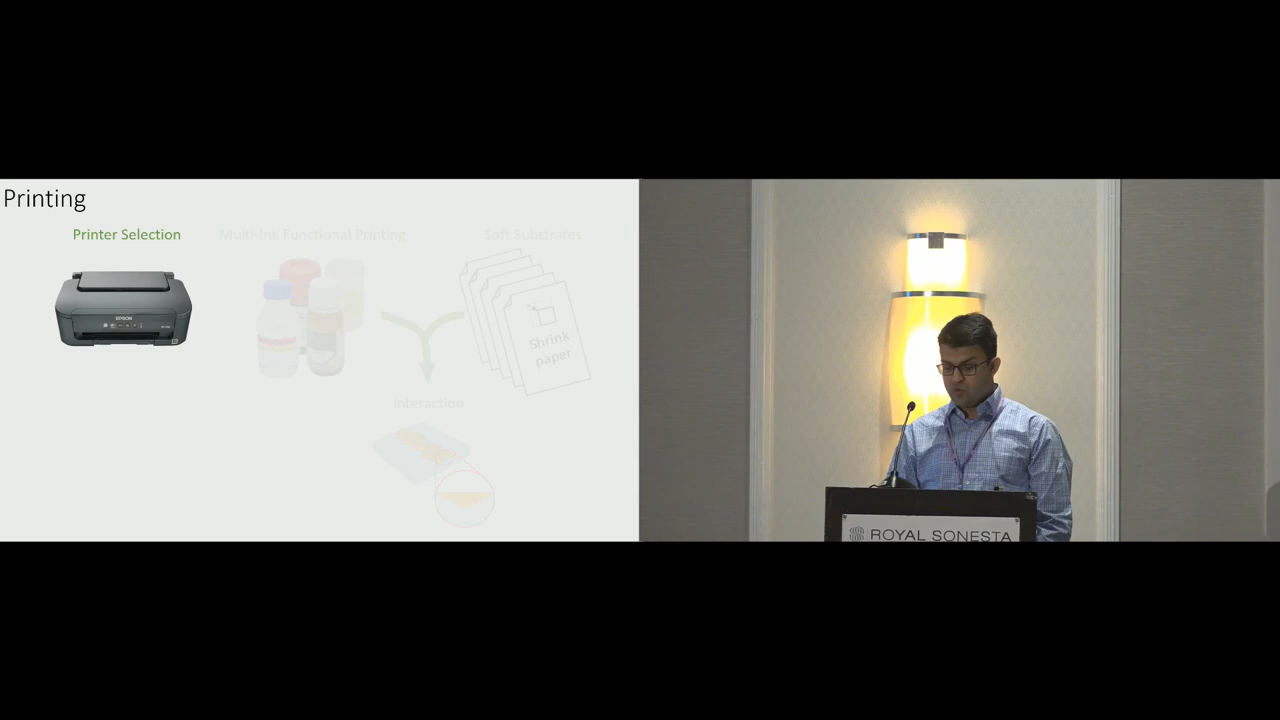 Printing
Printer Selection
Multi-ink Functional Printing
Soft Substrates
EPSON
Shrink
paper
Interaction
ROYAL SONESTA